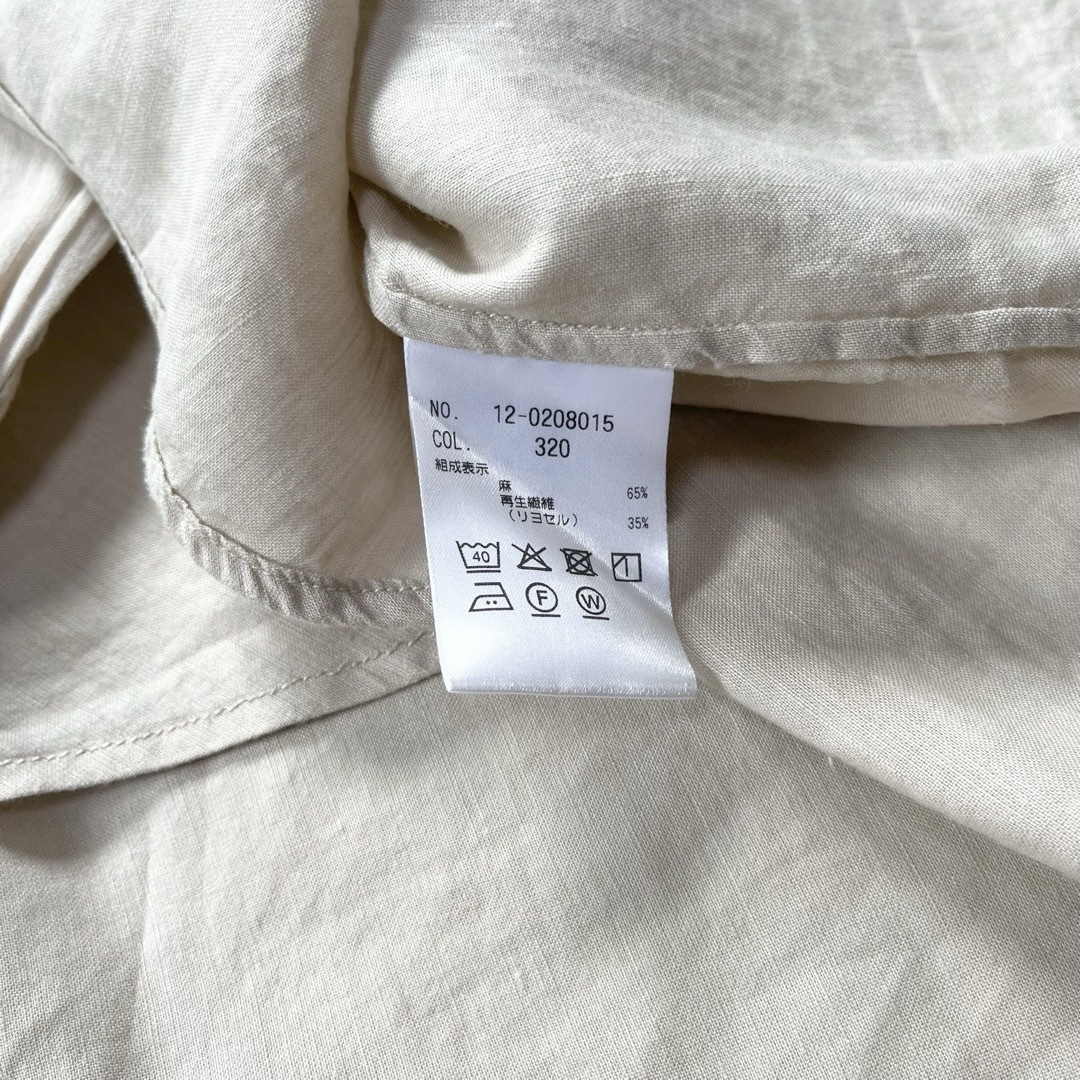 NO. 12-0208015
COL. 320
組成表示
麻 65%
再生繊維
(リヨセル) 35%
40
F W